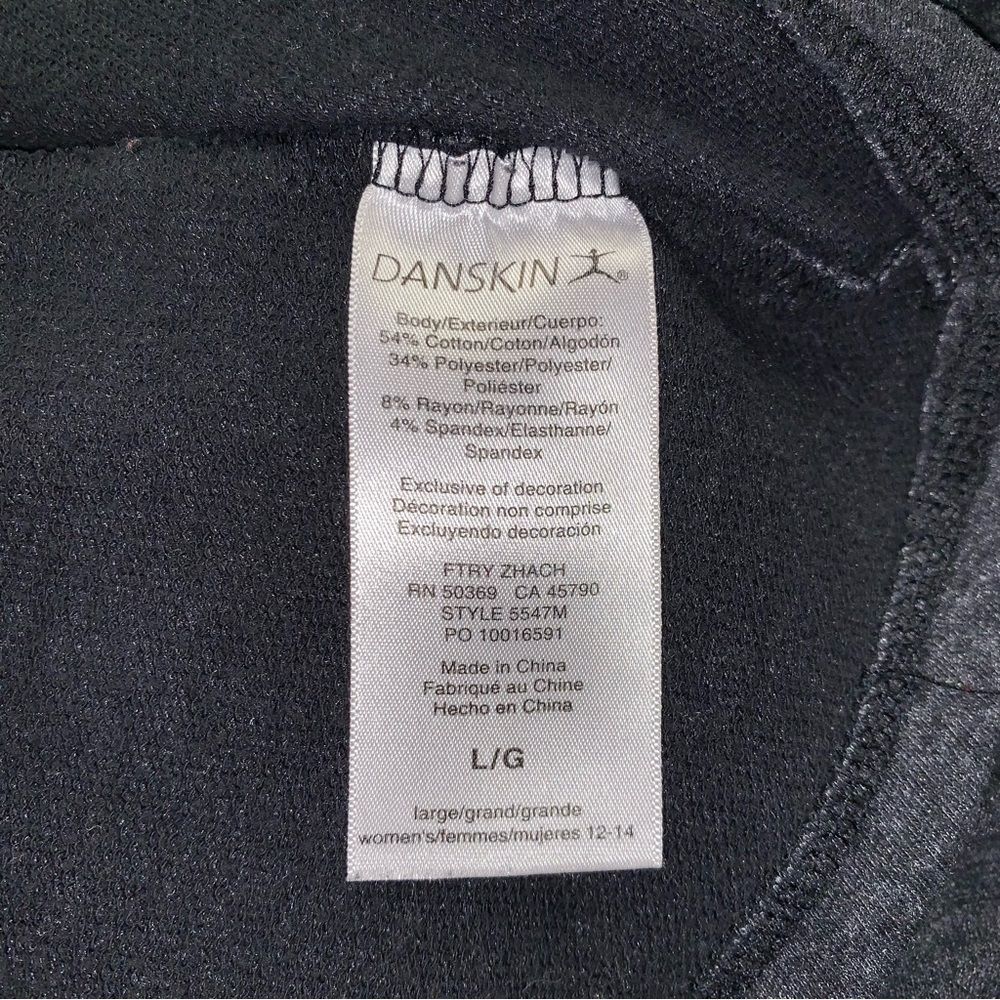 DANSKIN ®
Body/Exterieur/Cuerpo:
54% Cotton/Coton/Algodón
34% Polyester/Polyester/
Poliéster
8% Rayon/Rayonne/Rayón
4% Spandex/Elasthanne/
Spandex
Exclusive of decoration
Décoration non comprise
Excluyendo decoración
FTRY ZHACH
RN 50369 CA 45790
STYLE 5547M
PO 10016591
Made in China
Fabriqué au Chine
Hecho en China
L/G
large/grand/grande
women's/femmes/mujeres 12-14